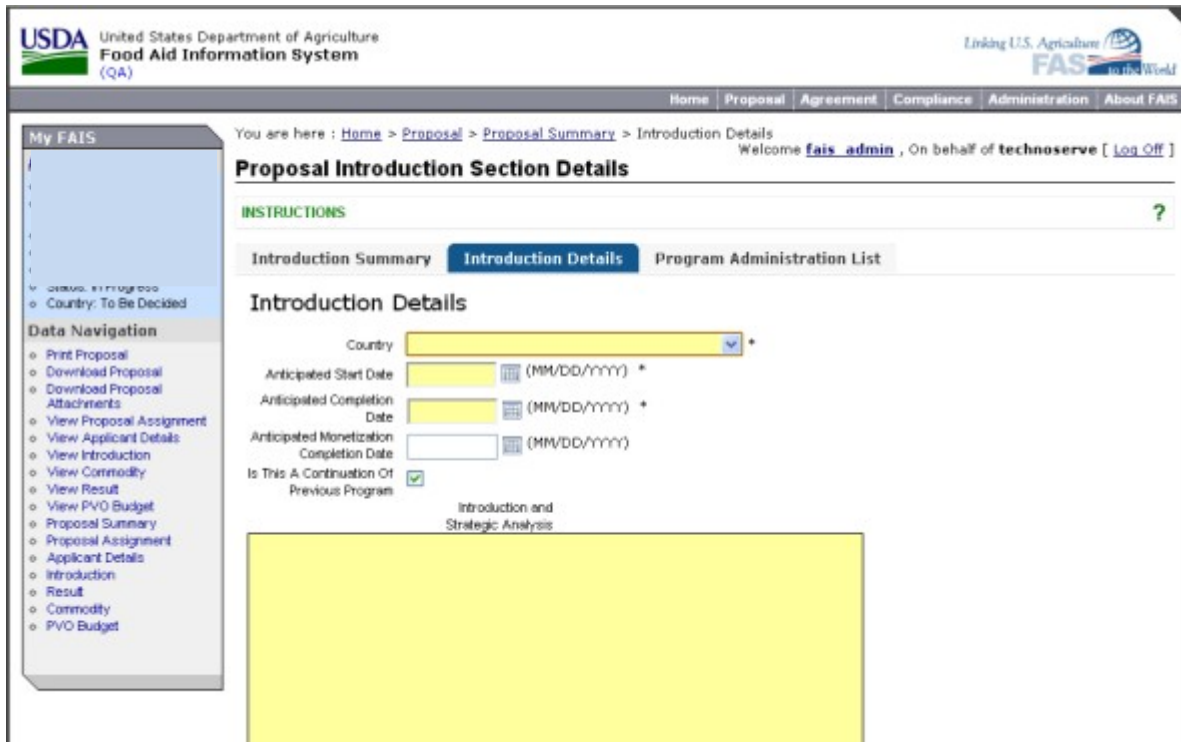 USDA
United States Department of Agriculture
Food Aid Information System
(QA)
Linking U.S. Agriculture
FAS to the World
Home Proposal Agreement Compliance Administration About FAIS
My FAIS
Status: In Progress
Country: To Be Decided
Data Navigation
Print Proposal
Download Proposal
Download Proposal
Attachments
View Proposal Assignment
View Applicant Details
View Introduction
View Commodity
View Result
View PVO Budget
Proposal Summary
Proposal Assignment
Applicant Details
Introduction
Result
Commodity
PVO Budget
You are here : Home > Proposal > Proposal Summary > Introduction Details
Welcome fais_admin , On behalf of technoserve [ Log Off ]
Proposal Introduction Section Details
INSTRUCTIONS ?
Introduction Summary Introduction Details Program Administration List
Introduction Details
Country *
Anticipated Start Date (MM/DD/YYYY) *
Anticipated Completion
Date (MM/DD/YYYY) *
Anticipated Monetization
Completion Date (MM/DD/YYYY)
Is This A Continuation Of
Previous Program
Introduction and
Strategic Analysis